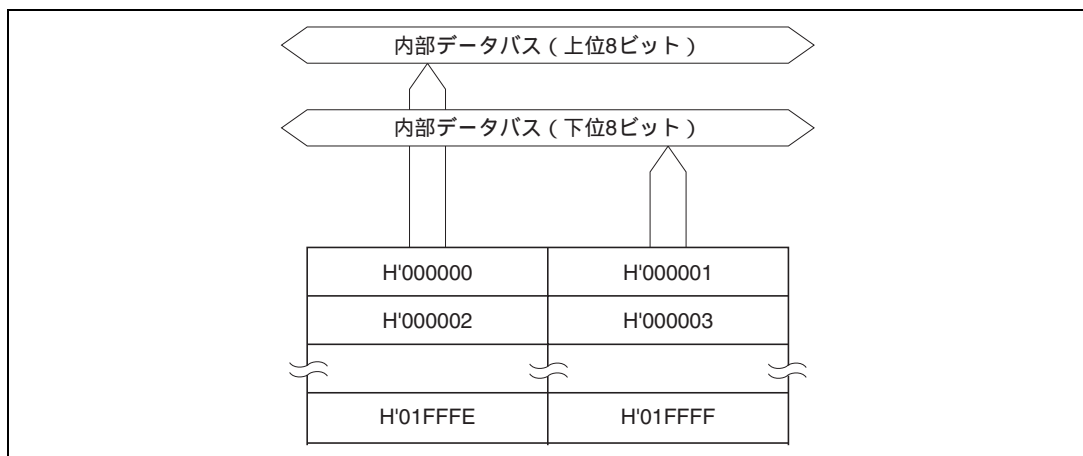 内部データバス（上位8ビット）
内部データバス（下位8ビット）
H'000000 H'000001
H'000002 H'000003
H'01FFFE H'01FFFF